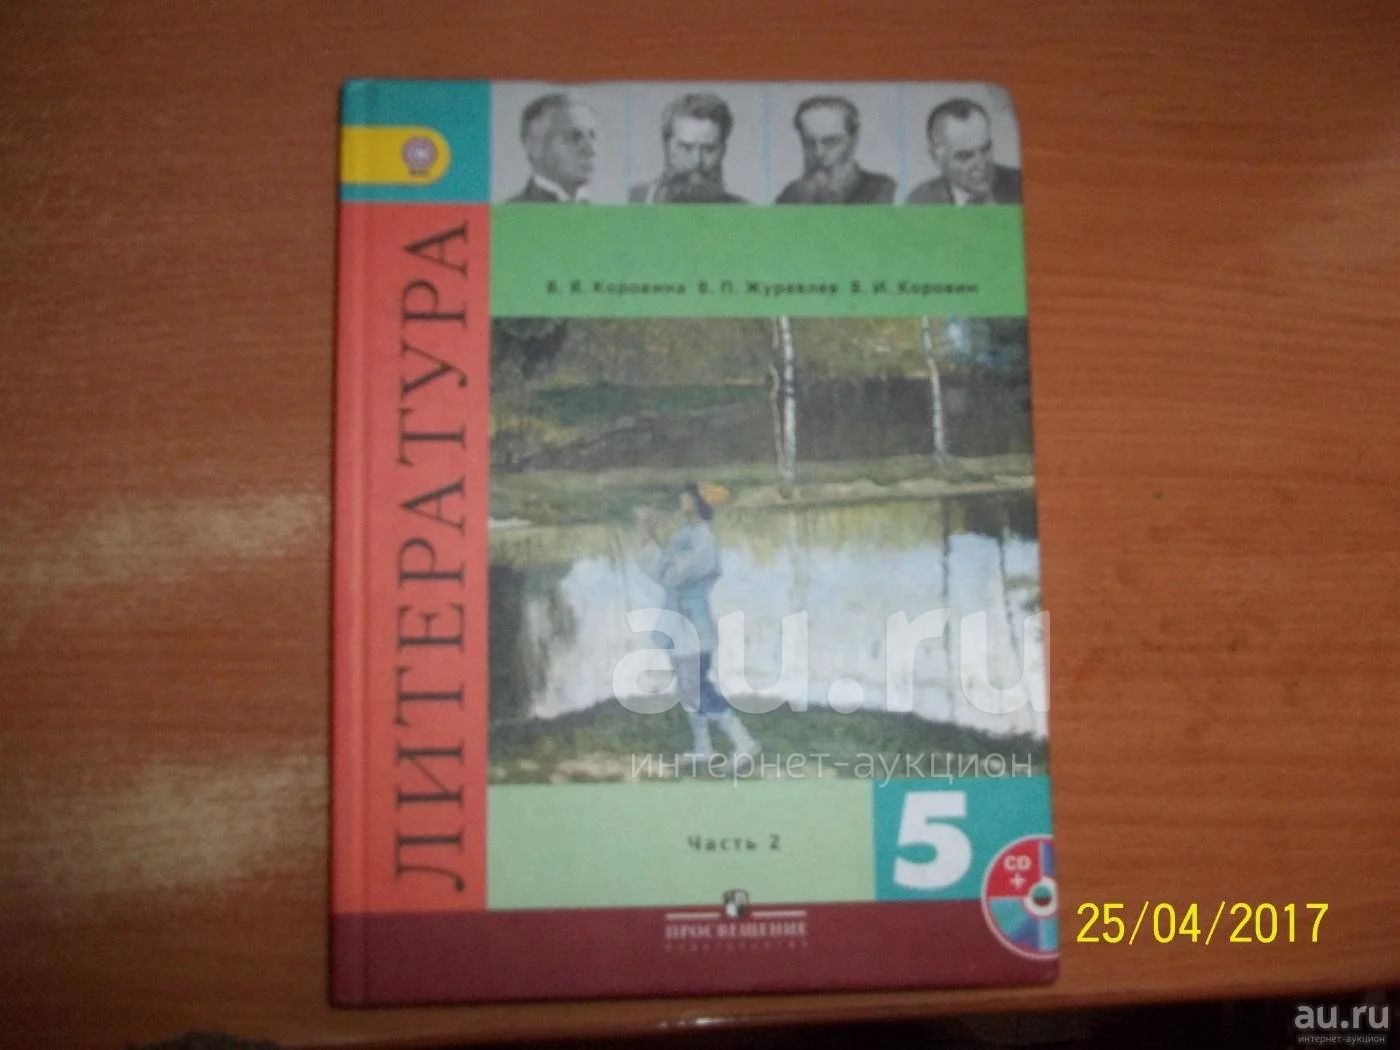 ЛИТЕРАТУРА
В. Я. Коровина В. П. Журавлев В. И. Коровин
au.ru
интернет-аукцион
Часть 2
5
CD
+
ПРОСВЕЩЕНИЕ
ИЗДАТЕЛЬСТВО
25/04/2017
au.ru
интернет-аукцион